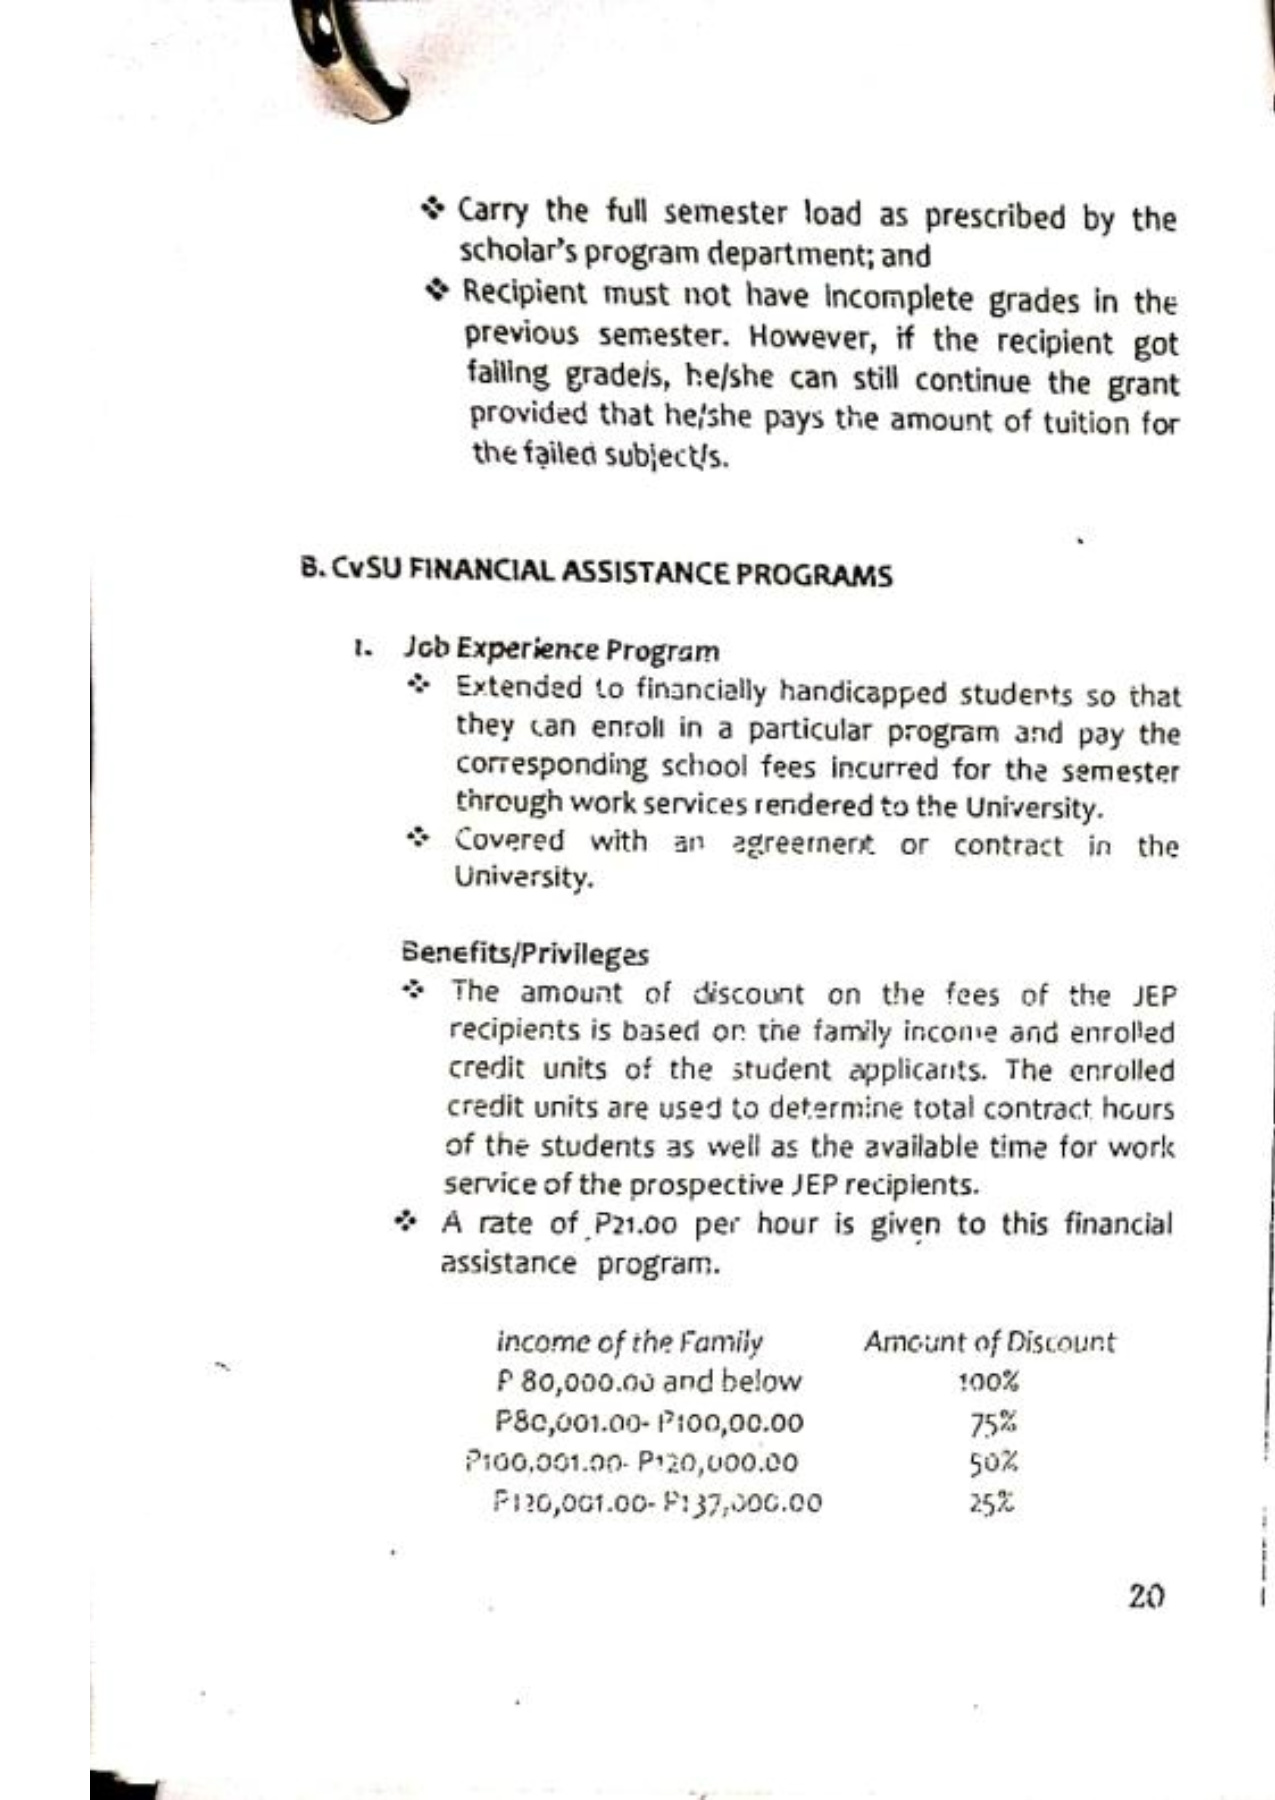 ❖ Carry the full semester load as prescribed by the
scholar's program department; and
❖ Recipient must not have incomplete grades in the
previous semester. However, if the recipient got
failing grade/s, he/she can still continue the grant
provided that he/she pays the amount of tuition for
the failed subject/s.
B. CvSU FINANCIAL ASSISTANCE PROGRAMS
1. Job Experience Program
❖ Extended to financially handicapped students so that
they can enroll in a particular program and pay the
corresponding school fees incurred for the semester
through work services rendered to the University.
❖ Covered with an agreement or contract in the
University.
Benefits/Privileges
❖ The amount of discount on the fees of the JEP
recipients is based on the family income and enrolled
credit units of the student applicants. The enrolled
credit units are used to determine total contract hours
of the students as well as the available time for work
service of the prospective JEP recipients.
❖ A rate of P21.00 per hour is given to this financial
assistance program.
Income of the Family Amount of Discount
P 80,000.00 and below 100%
P80,001.00- P100,00.00 75%
P100,001.00- P120,000.00 50%
P120,001.00- P137,000.00 25%
20